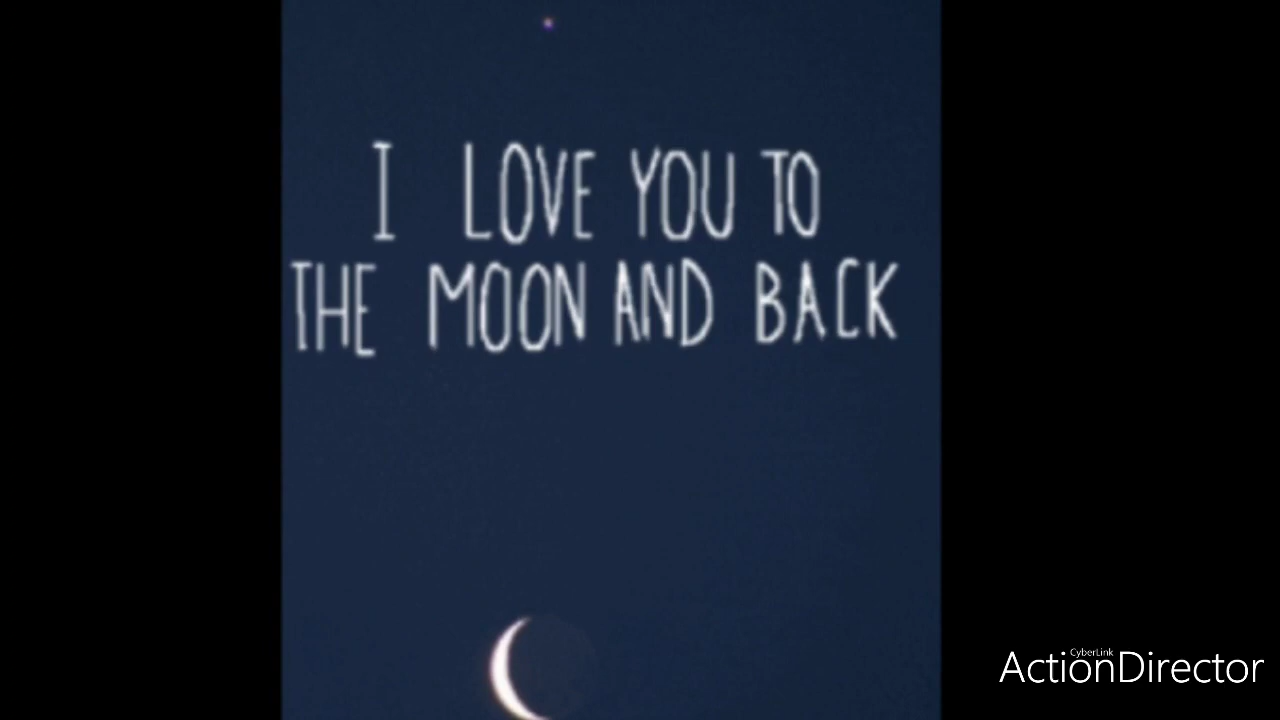 I LOVE YOU TO
THE MOON AND BACK
CyberLink
ActionDirector